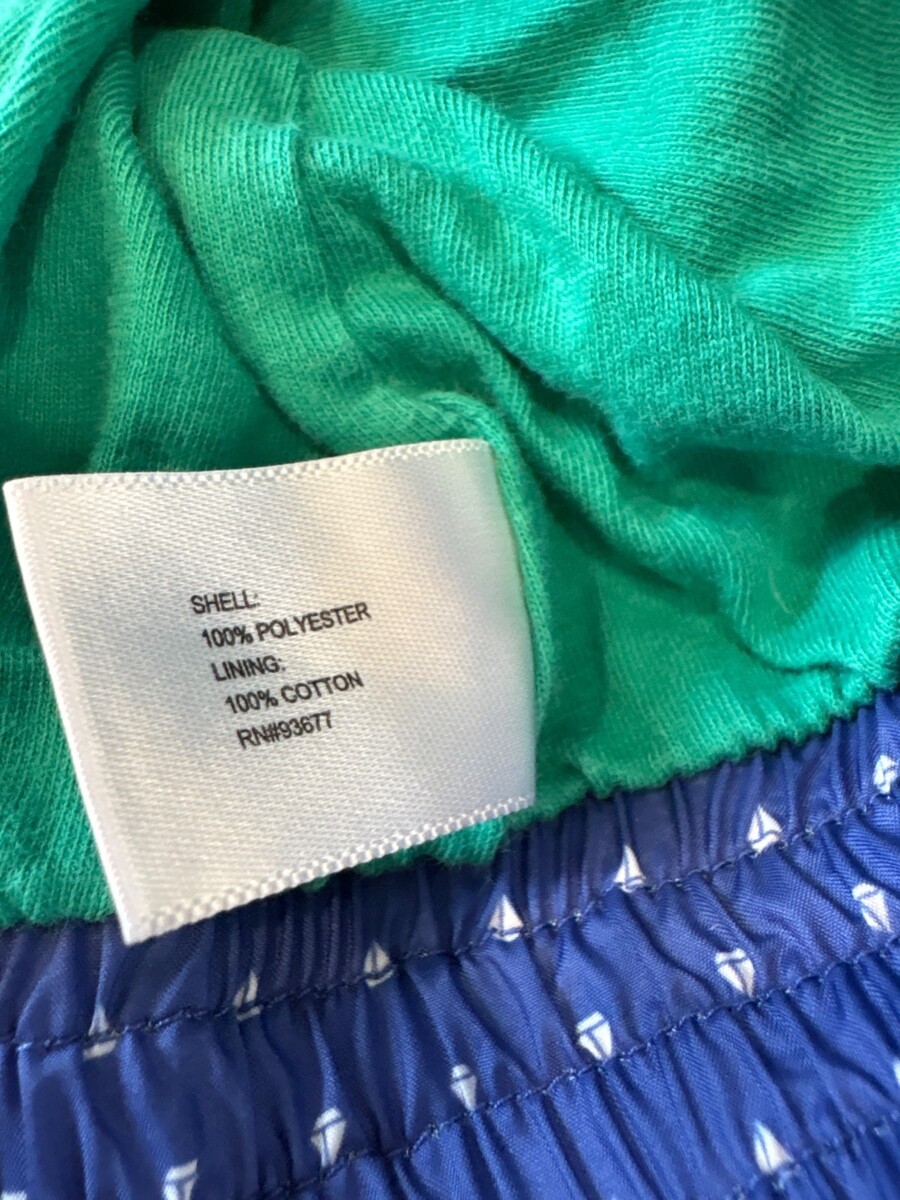 SHELL:
100% POLYESTER
LINING:
100% COTTON
RN#93677